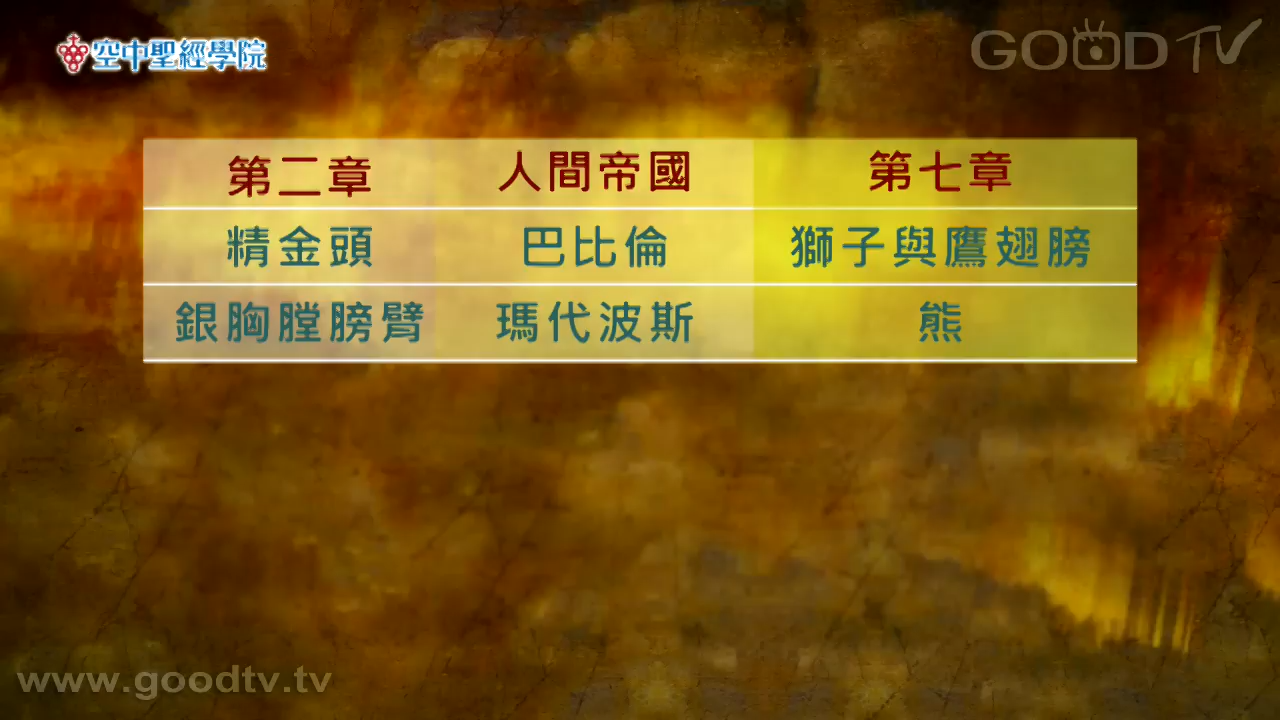 空中聖經學院
GOOD TV
第二章 人間帝國 第七章
精金頭 巴比倫 獅子與鷹翅膀
銀胸膛膀臂 瑪代波斯 熊
www.goodtv.tv